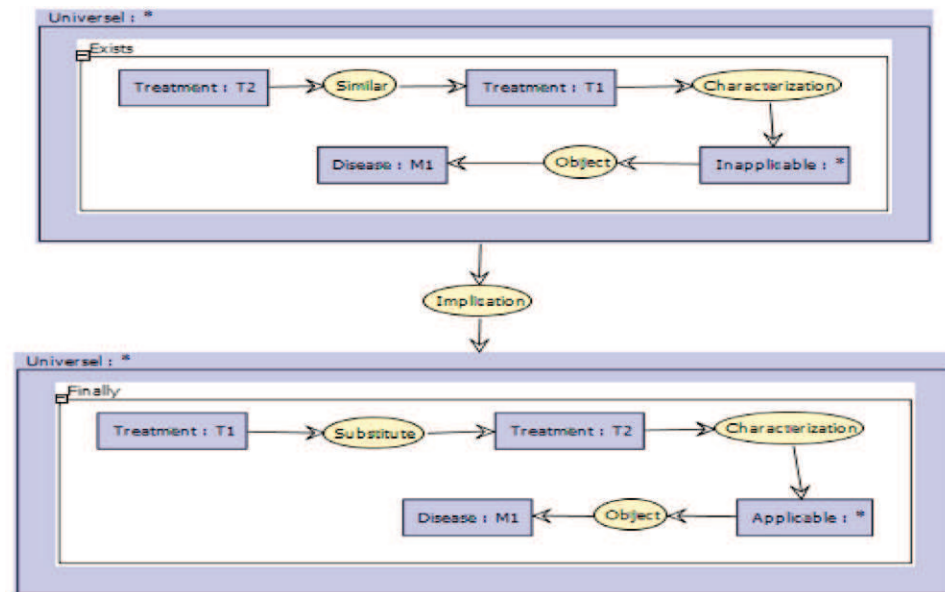 Universel : *
Exists
Treatment : T2 Similar Treatment : T1 Characterization
Disease : M1 Object Inapplicable : *
Implication
Universel : *
Finally
Treatment : T1 Substitute Treatment : T2 Characterization
Disease : M1 Object Applicable : *